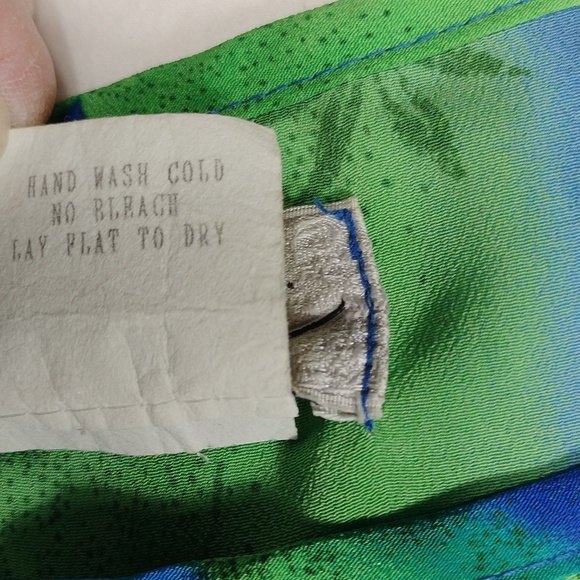 HAND WASH COLD
NO BLEACH
LAY FLAT TO DRY